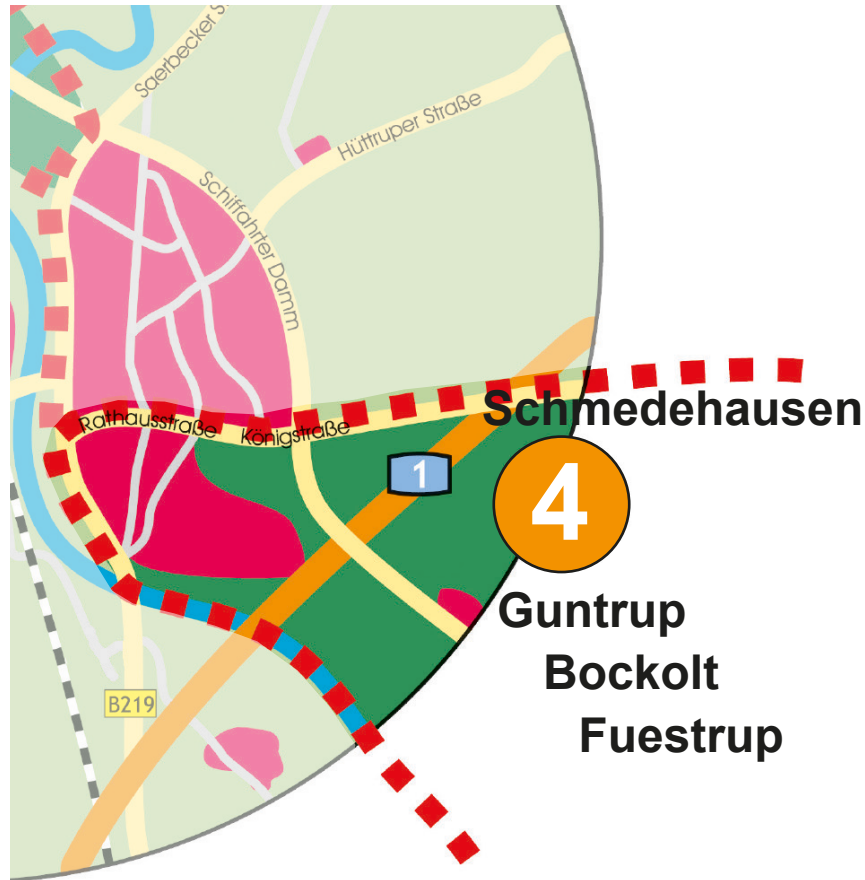 Saerbecker S
Hüttruper Straße
Schiffahrter Damm
Schmedehausen
Rathausstraße
Königstraße
1
4
Guntrup
Bockolt
B219
Fuestrup